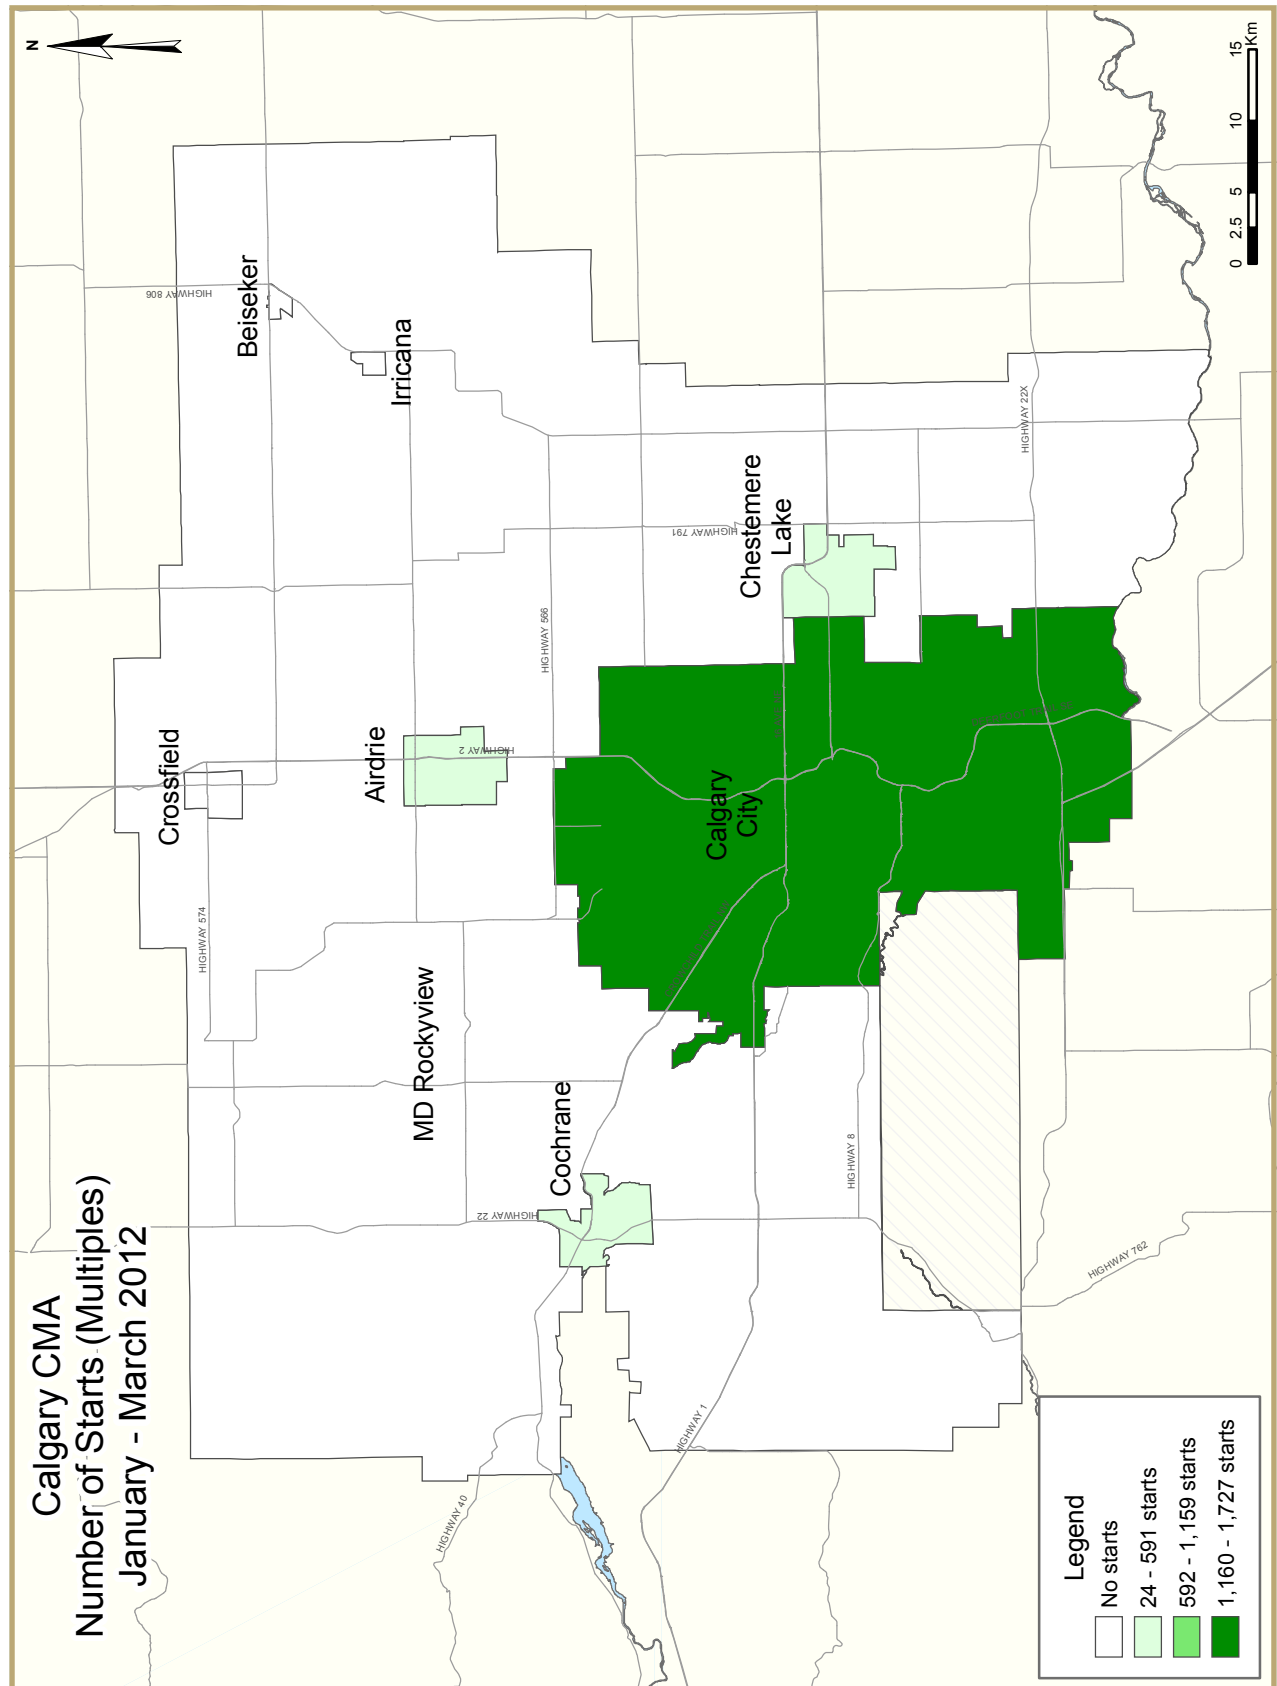 Calgary CMA
Number of Starts (Multiples)
January - March 2012
N
Crossfield
Beiseker
Irricana
Airdrie
MD Rockyview
Cochrane
Calgary
City
Chestemere
Lake
HIGHWAY 806
HIGHWAY 574
HIGHWAY 566
HIGHWAY 2
HIGHWAY 791
HIGHWAY 22X
HIGHWAY 22
HIGHWAY 8
HIGHWAY 1
HIGHWAY 40
HIGHWAY 762
Legend
No starts
24 - 591 starts
592 - 1,159 starts
1,160 - 1,727 starts
0 2.5 5 10 15
Km